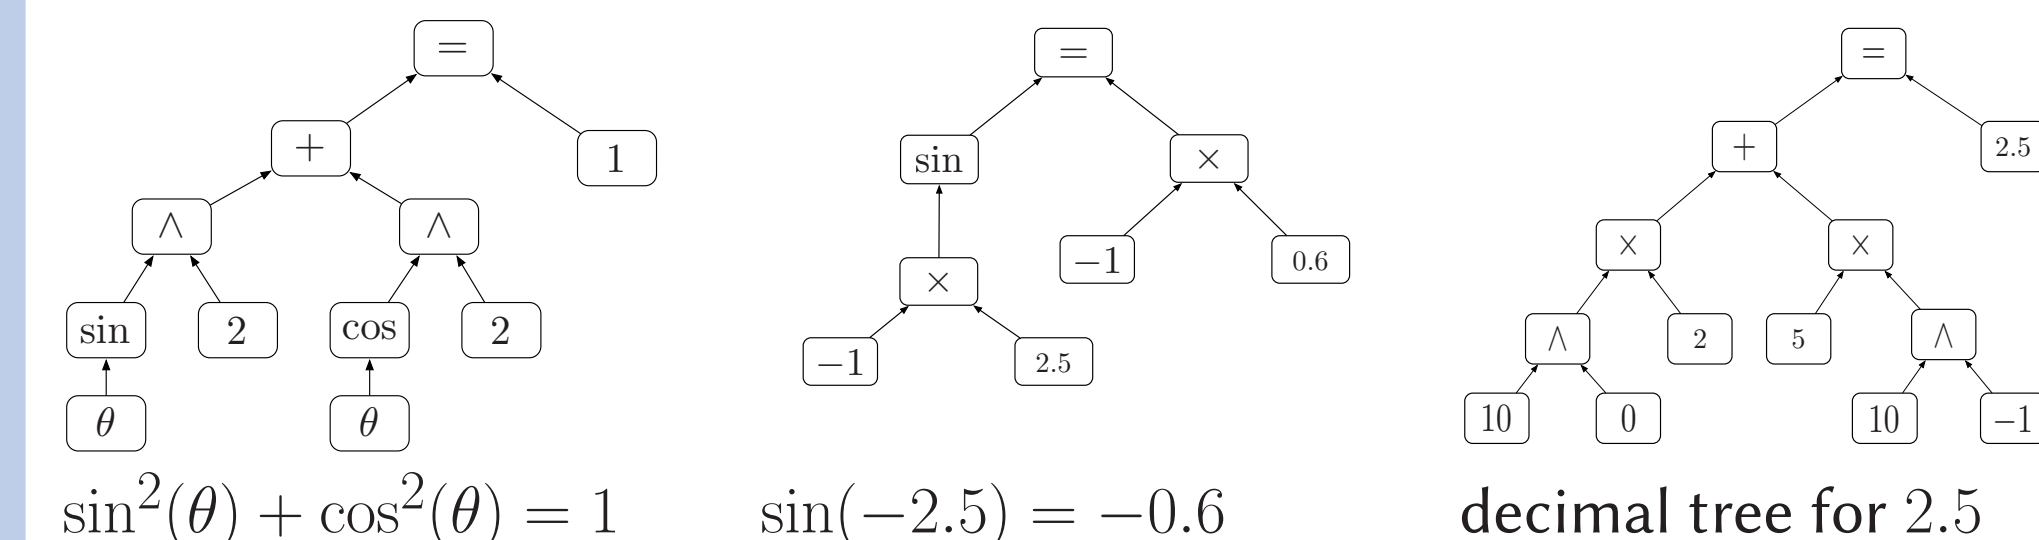 = = =
+ 1 sin × + 2.5
∧ ∧ −1 0.6 × ×
sin 2 cos 2 × ∧ 2 5 ∧
θ θ −1 2.5 10 0 10 −1
sin²(θ) + cos²(θ) = 1 sin(−2.5) = −0.6 decimal tree for 2.5